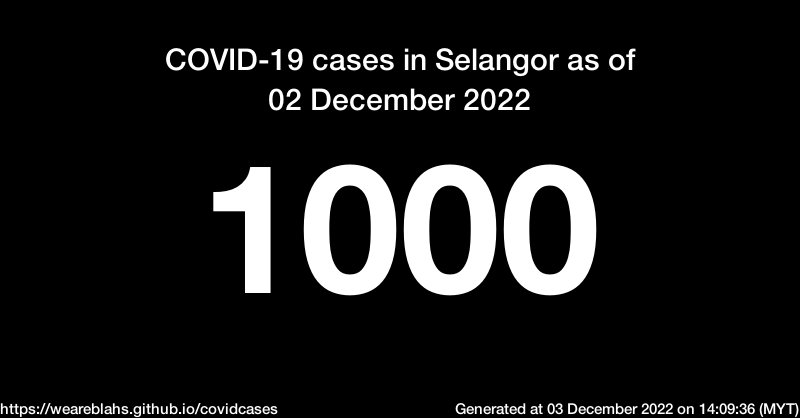 COVID-19 cases in Selangor as of
02 December 2022
1000
https://weareblahs.github.io/covidcases
Generated at 03 December 2022 on 14:09:36 (MYT)